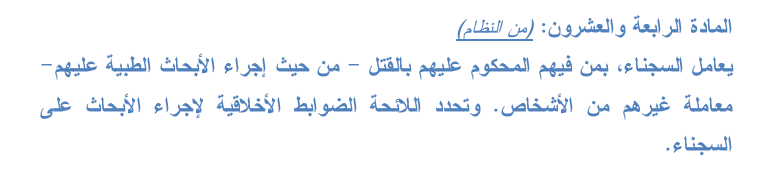 المادة الرابعة والعشرون: (من النظام)
يعامل السجناء، بمن فيهم المحكوم عليهم بالقتل – من حيث إجراء الأبحاث الطبية عليهم–
معاملة غيرهم من الأشخاص. وتحدد اللائحة الضوابط الأخلاقية لإجراء الأبحاث على
السجناء.